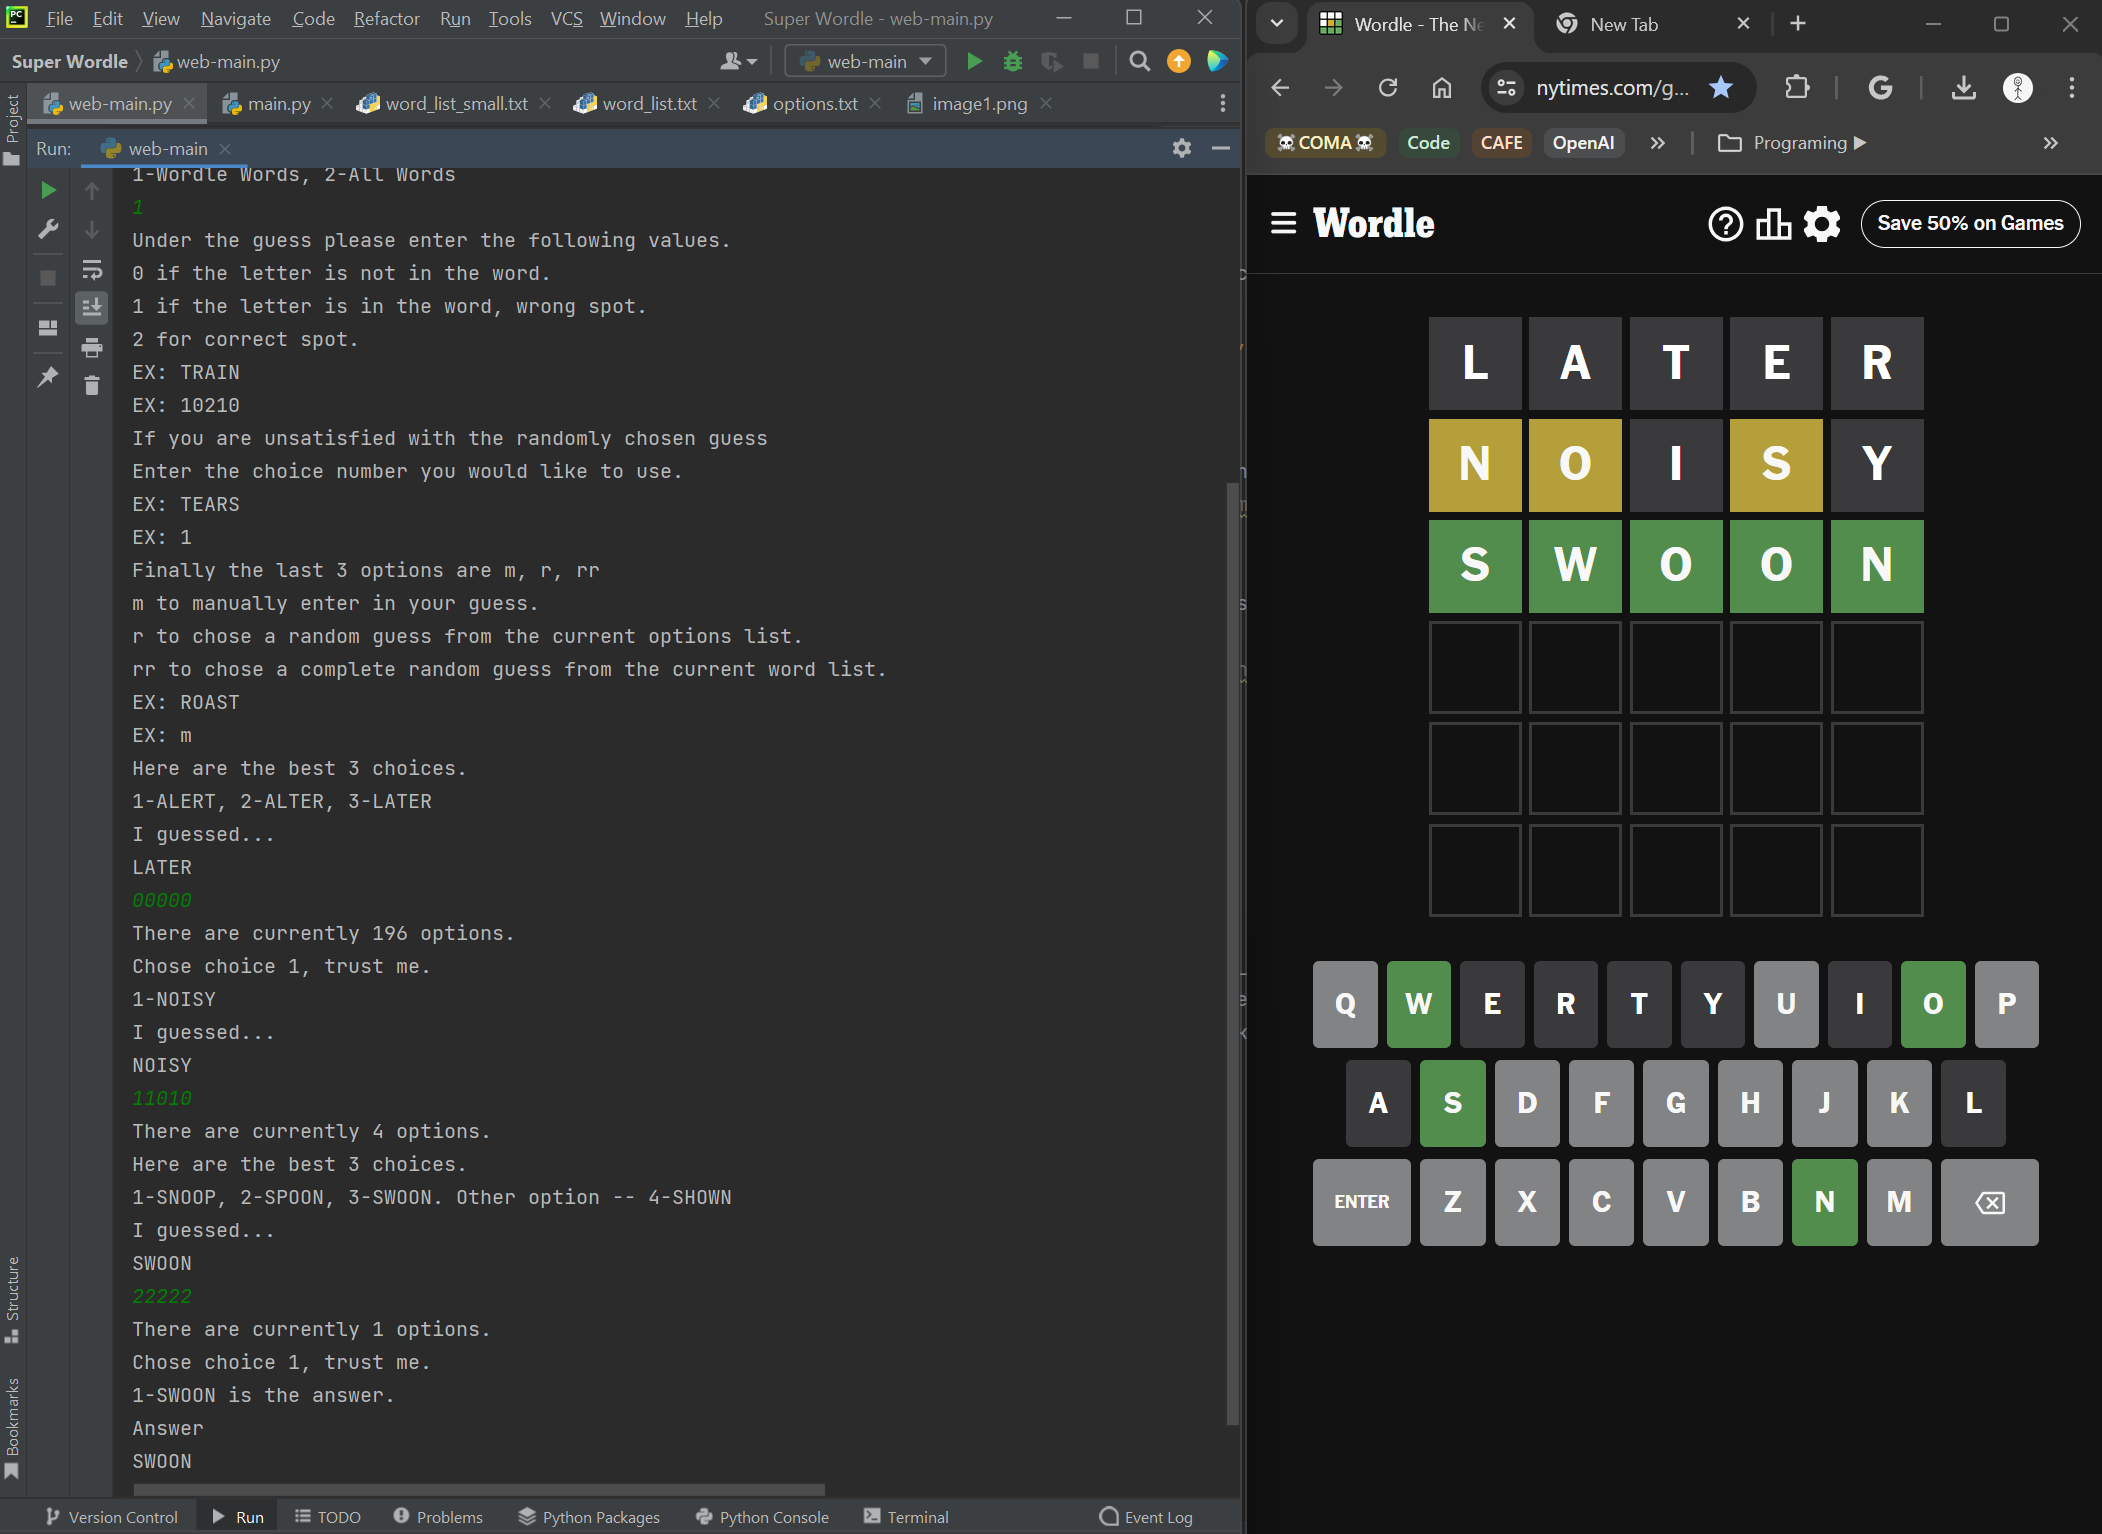 File Edit View Navigate Code Refactor Run Tools VCS Window Help Super Wordle - web-main.py
Super Wordle web-main.py web-main
web-main.py main.py word_list_small.txt word_list.txt options.txt image1.png
Project
Run: web-main
1-Wordle Words, 2-All Words
1
Under the guess please enter the following values.
0 if the letter is not in the word.
1 if the letter is in the word, wrong spot.
2 for correct spot.
EX: TRAIN
EX: 10210
If you are unsatisfied with the randomly chosen guess
Enter the choice number you would like to use.
EX: TEARS
EX: 1
Finally the last 3 options are m, r, rr
m to manually enter in your guess.
r to chose a random guess from the current options list.
rr to chose a complete random guess from the current word list.
EX: ROAST
EX: m
Here are the best 3 choices.
1-ALERT, 2-ALTER, 3-LATER
I guessed...
LATER
00000
There are currently 196 options.
Chose choice 1, trust me.
1-NOISY
I guessed...
NOISY
11010
There are currently 4 options.
Here are the best 3 choices.
1-SNOOP, 2-SPOON, 3-SWOON. Other option -- 4-SHOWN
I guessed...
SWOON
22222
There are currently 1 options.
Chose choice 1, trust me.
1-SWOON is the answer.
Answer
SWOON
Structure
Bookmarks
Version Control Run TODO Problems Python Packages Python Console Terminal Event Log
Wordle - The Ne New Tab
nytimes.com/g...
COMA Code CAFE OpenAI » Programing ▶ »
Wordle Save 50% on Games
L A T E R
N O I S Y
S W O O N
Q W E R T Y U I O P
A S D F G H J K L
ENTER Z X C V B N M